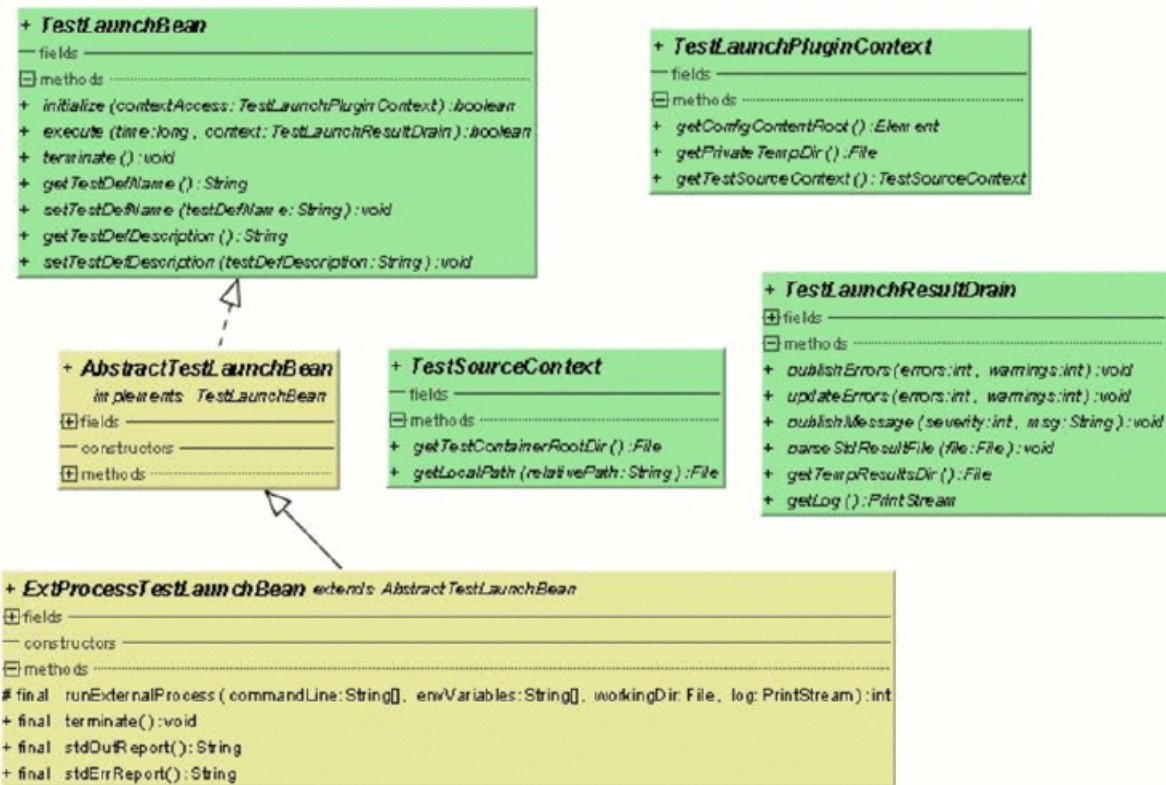 + TestLaunchBean
fields
methods
+ initialize (contextAccess: TestLaunchPluginContext) : boolean
+ execute (time:long, context: TestLaunchResultDrain) : boolean
+ terminate () : void
+ getTestDefName () : String
+ setTestDefName (testDefName: String) : void
+ getTestDefDescription () : String
+ setTestDefDescription (testDefDescription: String) : void
+ TestLaunchPluginContext
fields
methods
+ getConfigContentRoot () : Element
+ getPrivateTempDir () : File
+ getTestSourceContext () : TestSourceContext
+ TestLaunchResultDrain
fields
methods
+ publishErrors (errors:int, warnings:int) : void
+ updateErrors (errors:int, warnings:int) : void
+ publishMessage (severity:int, msg: String) : void
+ parseStdResultFile (file: File) : void
+ getTempResultsDir () : File
+ getLog () : PrintStream
+ AbstractTestLaunchBean
implements TestLaunchBean
fields
constructors
methods
+ TestSourceContext
fields
methods
+ getTestContainerRootDir () : File
+ getLocalPath (relativePath: String) : File
+ ExtProcessTestLaunchBean extends AbstractTestLaunchBean
fields
constructors
methods
# final runExternalProcess ( commandLine: String[], envVariables: String[], workingDir: File, log: PrintStream) : int
+ final terminate() : void
+ final stdOutReport() : String
+ final stdErrReport() : String